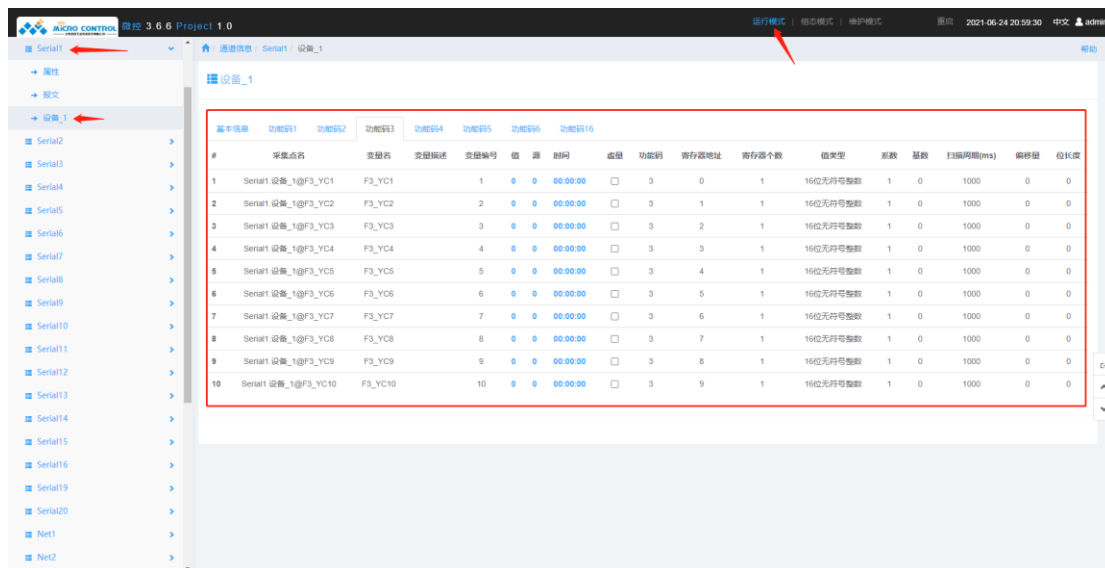 MICRO CONTROL 微控 3.6.6 Project 1.0
运行模式 | 组态模式 | 维护模式
重启 2021-06-24 20:59:30 中文 admin
Serial1
属性
报文
设备_1
Serial2
Serial3
Serial4
Serial5
Serial6
Serial7
Serial8
Serial9
Serial10
Serial11
Serial12
Serial13
Serial14
Serial15
Serial16
Serial19
Serial20
Net1
Net2
/ 通道信息 / Serial1 / 设备_1
帮助
设备_1
基本信息 功能码1 功能码2 功能码3 功能码4 功能码5 功能码6 功能码16
# 采集点名 变量名 变量描述 变量编号 值 源 时间 虚量 功能码 寄存器地址 寄存器个数 值类型 系数 基数 扫描周期(ms) 偏移量 位长度
1 Serial1.设备_1@F3_YC1 F3_YC1 1 0 0 00:00:00 3 0 1 16位无符号整数 1 0 1000 0 0
2 Serial1.设备_1@F3_YC2 F3_YC2 2 0 0 00:00:00 3 1 1 16位无符号整数 1 0 1000 0 0
3 Serial1.设备_1@F3_YC3 F3_YC3 3 0 0 00:00:00 3 2 1 16位无符号整数 1 0 1000 0 0
4 Serial1.设备_1@F3_YC4 F3_YC4 4 0 0 00:00:00 3 3 1 16位无符号整数 1 0 1000 0 0
5 Serial1.设备_1@F3_YC5 F3_YC5 5 0 0 00:00:00 3 4 1 16位无符号整数 1 0 1000 0 0
6 Serial1.设备_1@F3_YC6 F3_YC6 6 0 0 00:00:00 3 5 1 16位无符号整数 1 0 1000 0 0
7 Serial1.设备_1@F3_YC7 F3_YC7 7 0 0 00:00:00 3 6 1 16位无符号整数 1 0 1000 0 0
8 Serial1.设备_1@F3_YC8 F3_YC8 8 0 0 00:00:00 3 7 1 16位无符号整数 1 0 1000 0 0
9 Serial1.设备_1@F3_YC9 F3_YC9 9 0 0 00:00:00 3 8 1 16位无符号整数 1 0 1000 0 0
10 Serial1.设备_1@F3_YC10 F3_YC10 10 0 0 00:00:00 3 9 1 16位无符号整数 1 0 1000 0 0